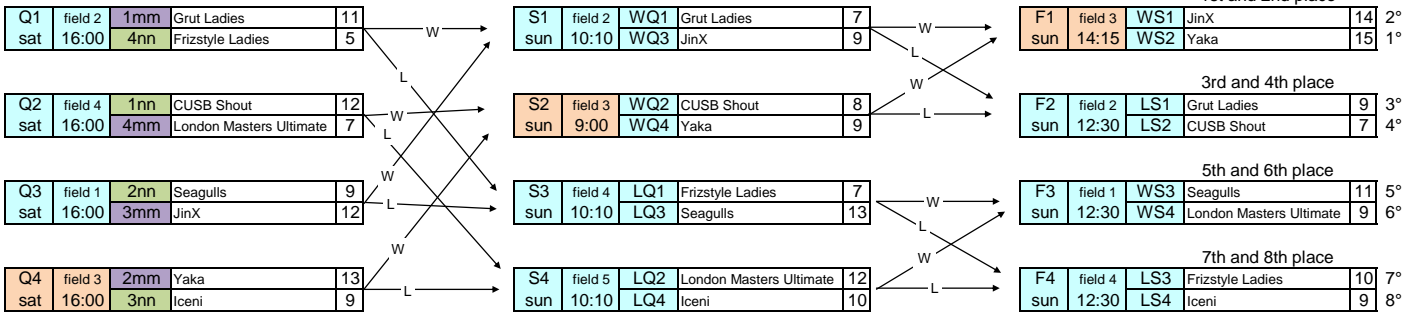 1st and 2nd place
Q1 field 2 1mm Grut Ladies 11
sat 16:00 4nn Frizstyle Ladies 5
W
L
S1 field 2 WQ1 Grut Ladies 7
sun 10:10 WQ3 JinX 9
W
L
F1 field 3 WS1 JinX 14 2°
sun 14:15 WS2 Yaka 15 1°
3rd and 4th place
Q2 field 4 1nn CUSB Shout 12
sat 16:00 4mm London Masters Ultimate 7
W
L
S2 field 3 WQ2 CUSB Shout 8
sun 9:00 WQ4 Yaka 9
W
L
F2 field 2 LS1 Grut Ladies 9 3°
sun 12:30 LS2 CUSB Shout 7 4°
5th and 6th place
Q3 field 1 2nn Seagulls 9
sat 16:00 3mm JinX 12
W
L
S3 field 4 LQ1 Frizstyle Ladies 7
sun 10:10 LQ3 Seagulls 13
W
L
F3 field 1 WS3 Seagulls 11 5°
sun 12:30 WS4 London Masters Ultimate 9 6°
7th and 8th place
Q4 field 3 2mm Yaka 13
sat 16:00 3nn Iceni 9
W
L
S4 field 5 LQ2 London Masters Ultimate 12
sun 10:10 LQ4 Iceni 10
W
L
F4 field 4 LS3 Frizstyle Ladies 10 7°
sun 12:30 LS4 Iceni 9 8°